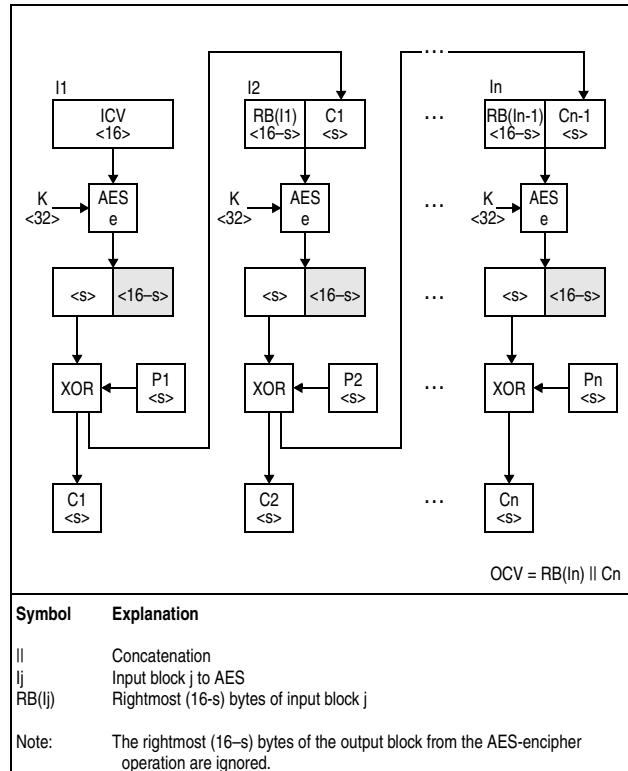 ...
I1
I2
In
ICV
<16>
RB(I1)
<16–s>
C1
<s>
...
RB(In-1)
<16–s>
Cn-1
<s>
K
<32>
AES
e
K
<32>
AES
e
...
K
<32>
AES
e
<s>
<16–s>
<s>
<16–s>
...
<s>
<16–s>
XOR
P1
<s>
XOR
P2
<s>
...
XOR
Pn
<s>
C1
<s>
C2
<s>
...
Cn
<s>
OCV = RB(In) || Cn
Symbol Explanation
|| Concatenation
Ij Input block j to AES
RB(Ij) Rightmost (16-s) bytes of input block j
Note: The rightmost (16–s) bytes of the output block from the AES-encipher
operation are ignored.